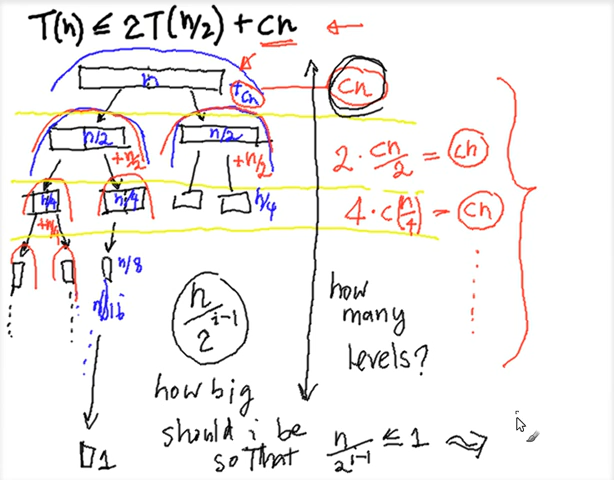 T(n) ≤ 2T(n/2) + cn ←
n
+cn
cn
n/2
n/2
+n/2
+n/2
2 · cn/2 = cn
n/4
n/4
n/4
4 · c(n/4) = cn
n/8
n/16
n/2^{i-1}
how many levels?
how big
should i be
so that n/2^{i-1} ≤ 1 ⇝
1